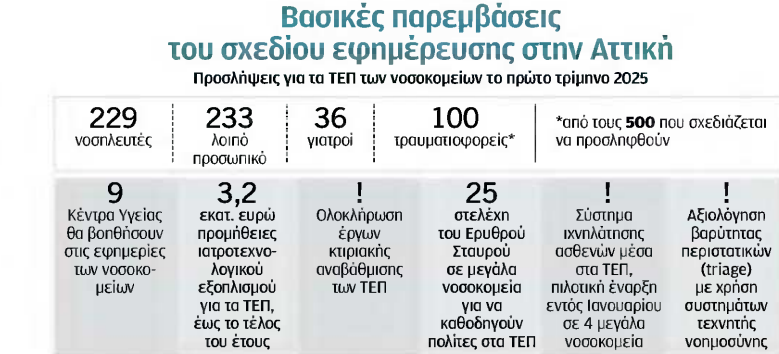 Βασικές παρεμβάσεις
του σχεδίου εφημέρευσης στην Αττική
Προσλήψεις για τα ΤΕΠ των νοσοκομείων το πρώτο τρίμηνο 2025
229
νοσηλευτές
233
λοιπό
προσωπικό
36
γιατροί
100
τραυματιοφορείς*
*από τους 500 που σχεδιάζεται
να προσληφθούν
9
Κέντρα Υγείας
θα βοηθήσουν
στις εφημερίες
των νοσοκο-
μείων
3,2
εκατ. ευρώ
προμήθειες
ιατροτεχνο-
λογικού
εξοπλισμού
για τα ΤΕΠ,
έως το τέλος
του έτους
!
Ολοκλήρωση
έργων
κτιριακής
αναβάθμισης
των ΤΕΠ
25
στελέχη
του Ερυθρού
Σταυρού
σε μεγάλα
νοσοκομεία
για να
καθοδηγούν
πολίτες στα ΤΕΠ
!
Σύστημα
ιχνηλάτησης
ασθενών μέσα
στα ΤΕΠ,
πιλοτική έναρξη
εντός Ιανουαρίου
σε 4 μεγάλα
νοσοκομεία
!
Αξιολόγηση
βαρύτητας
περιστατικών
(triage)
με χρήση
συστημάτων
τεχνητής
νοημοσύνης